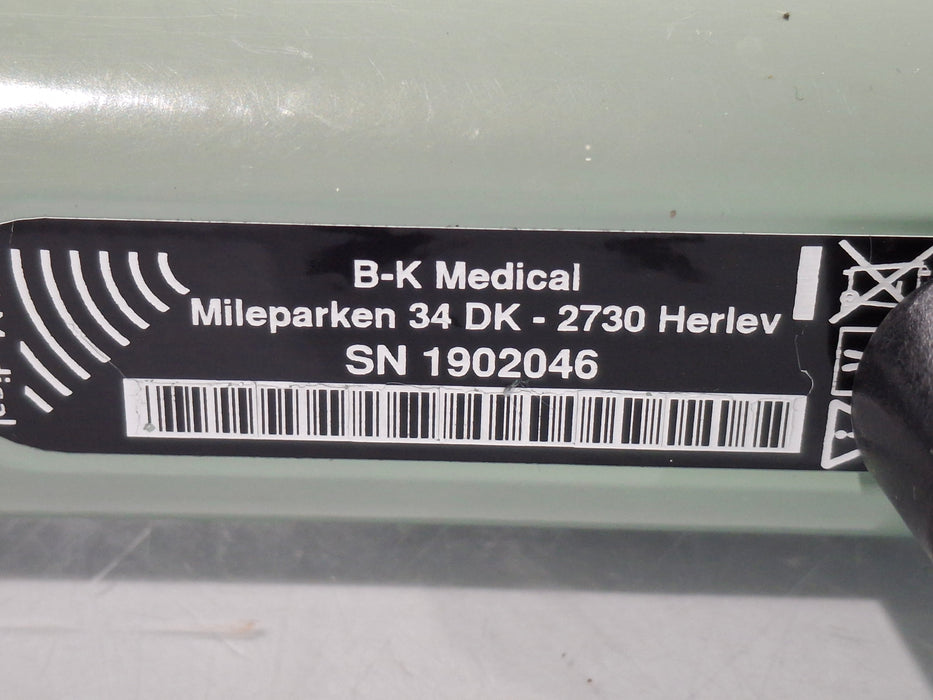 B-K Medical
Mileparken 34 DK - 2730 Herlev
SN 1902046